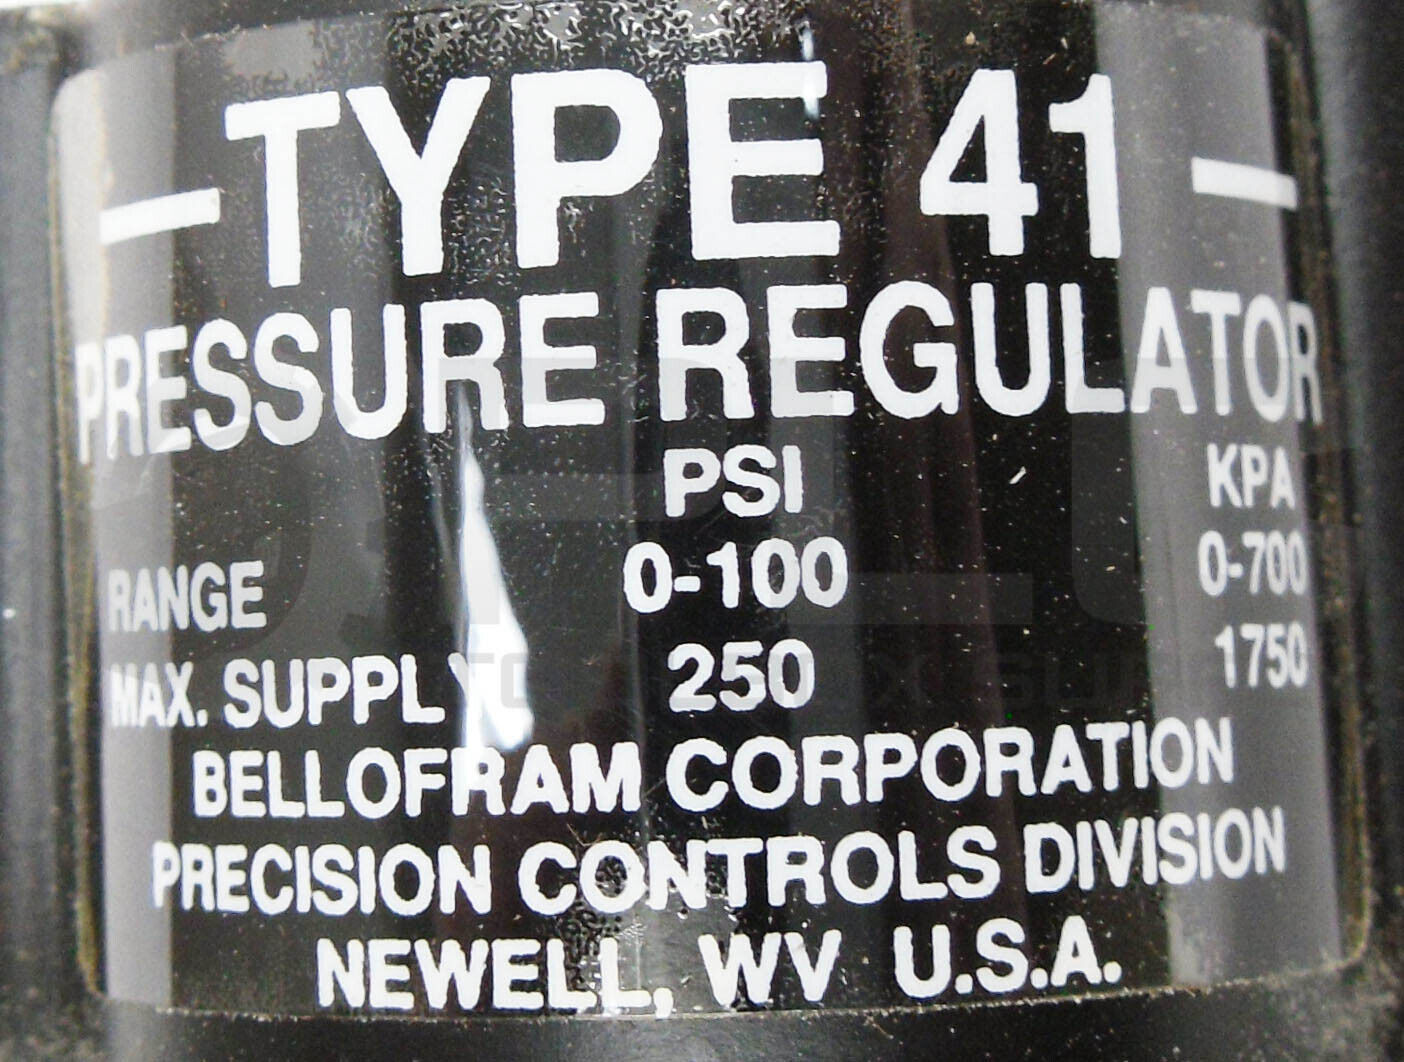 —TYPE 41—
PRESSURE REGULATOR
PSI KPA
RANGE 0-100 0-700
MAX. SUPPLY 250 1750
BELLOFRAM CORPORATION
PRECISION CONTROLS DIVISION
NEWELL, WV U.S.A.